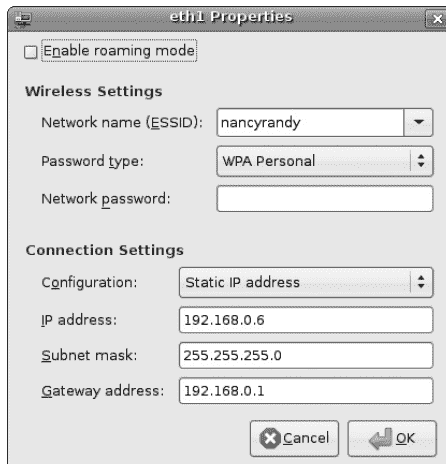 eth1 Properties
Enable roaming mode
Wireless Settings
Network name (ESSID): nancyrandy
Password type: WPA Personal
Network password:
Connection Settings
Configuration: Static IP address
IP address: 192.168.0.6
Subnet mask: 255.255.255.0
Gateway address: 192.168.0.1
Cancel OK